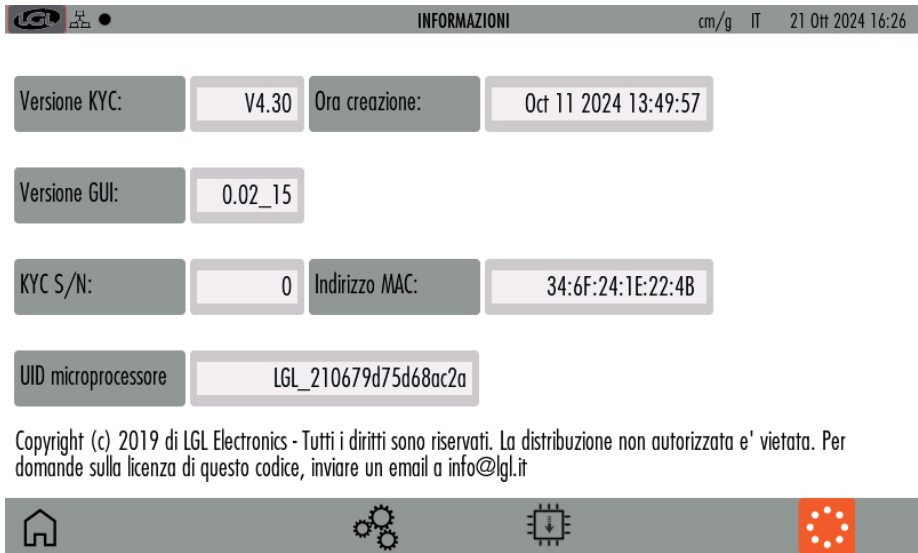 LGL INFORMAZIONI cm/g IT 21 Ott 2024 16:26
Versione KYC: V4.30 Ora creazione: Oct 11 2024 13:49:57
Versione GUI: 0.02_15
KYC S/N: 0 Indirizzo MAC: 34:6F:24:1E:22:4B
UID microprocessore LGL_210679d75d68ac2a
Copyright (c) 2019 di LGL Electronics - Tutti i diritti sono riservati. La distribuzione non autorizzata e' vietata. Per
domande sulla licenza di questo codice, inviare un email a info@lgl.it